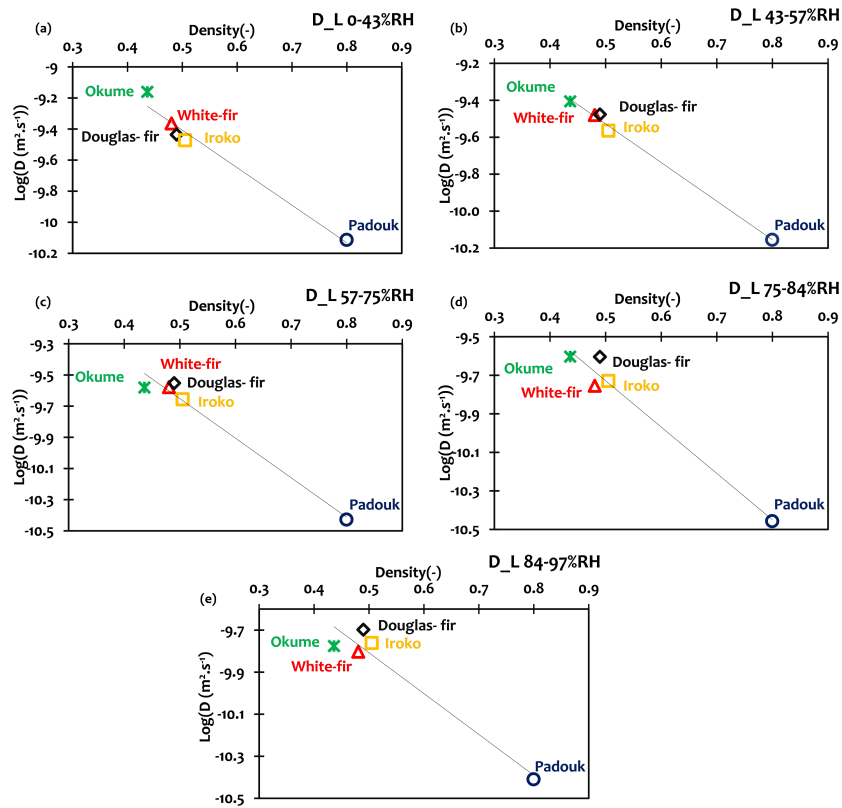 (a)
Density(-)
D_L 0-43%RH
0.3 0.4 0.5 0.6 0.7 0.8 0.9
-9
-9.2
-9.4
-9.6
-9.8
-10
-10.2
Log(D (m².s⁻¹))
Okume
White-fir
Douglas- fir
Iroko
Padouk
(b)
Density(-)
D_L 43-57%RH
0.3 0.4 0.5 0.6 0.7 0.8 0.9
-9.2
-9.4
-9.6
-9.8
-10.0
-10.2
Log(D (m².s⁻¹))
Okume
Douglas- fir
White-fir
Iroko
Padouk
(c)
Density(-)
D_L 57-75%RH
0.3 0.4 0.5 0.6 0.7 0.8 0.9
-9.3
-9.5
-9.7
-9.9
-10.1
-10.3
-10.5
Log(D (m².s⁻¹))
White-fir
Okume
Douglas- fir
Iroko
Padouk
(d)
Density(-)
D_L 75-84%RH
0.3 0.4 0.5 0.6 0.7 0.8 0.9
-9.5
-9.7
-9.9
-10.1
-10.3
-10.5
Log(D (m².s⁻¹))
Okume
Douglas- fir
White-fir
Iroko
Padouk
(e)
Density(-)
D_L 84-97%RH
0.3 0.4 0.5 0.6 0.7 0.8 0.9
-9.7
-9.9
-10.1
-10.3
-10.5
Log(D (m².s⁻¹))
Douglas- fir
Okume
Iroko
White-fir
Padouk